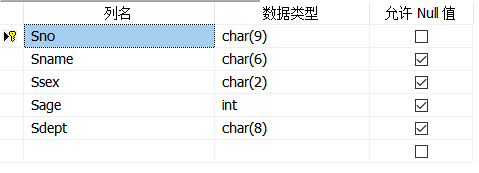 列名 数据类型 允许 Null 值
Sno char(9)
Sname char(6)
Ssex char(2)
Sage int
Sdept char(8)